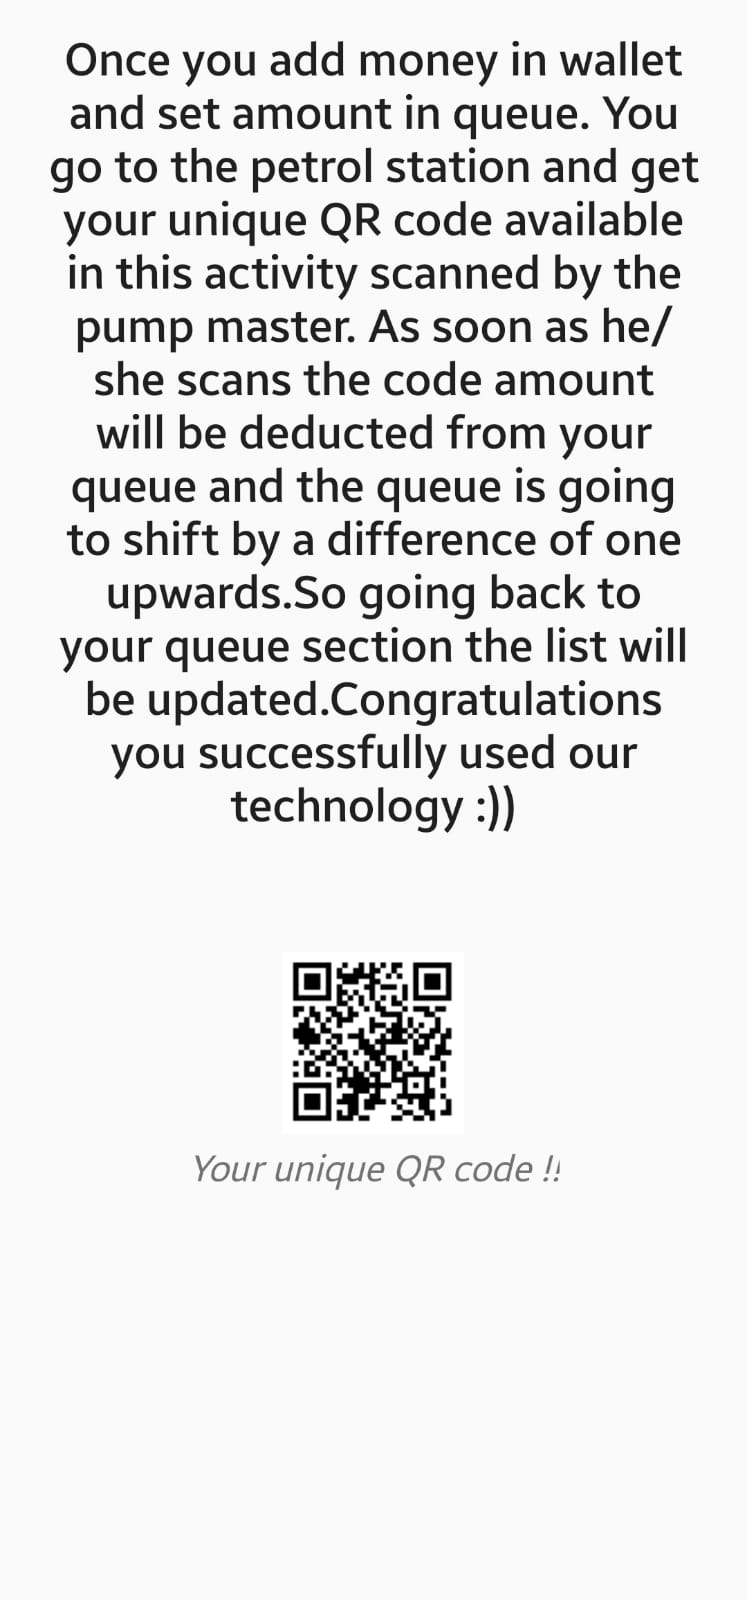 Once you add money in wallet
and set amount in queue. You
go to the petrol station and get
your unique QR code available
in this activity scanned by the
pump master. As soon as he/
she scans the code amount
will be deducted from your
queue and the queue is going
to shift by a difference of one
upwards.So going back to
your queue section the list will
be updated.Congratulations
you successfully used our
technology :))
Your unique QR code !!